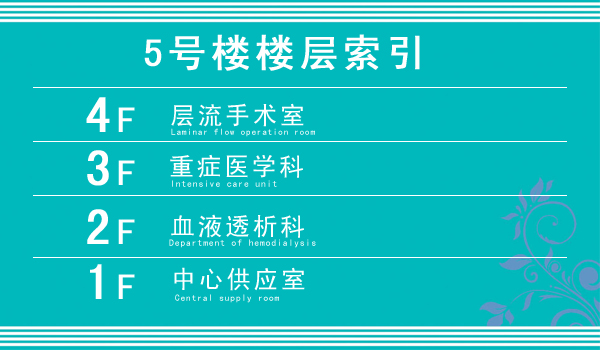 5号楼楼层索引
4F 层流手术室
Laminar flow operation room
3F 重症医学科
Intensive care unit
2F 血液透析科
Department of hemodialysis
1F 中心供应室
Central supply room